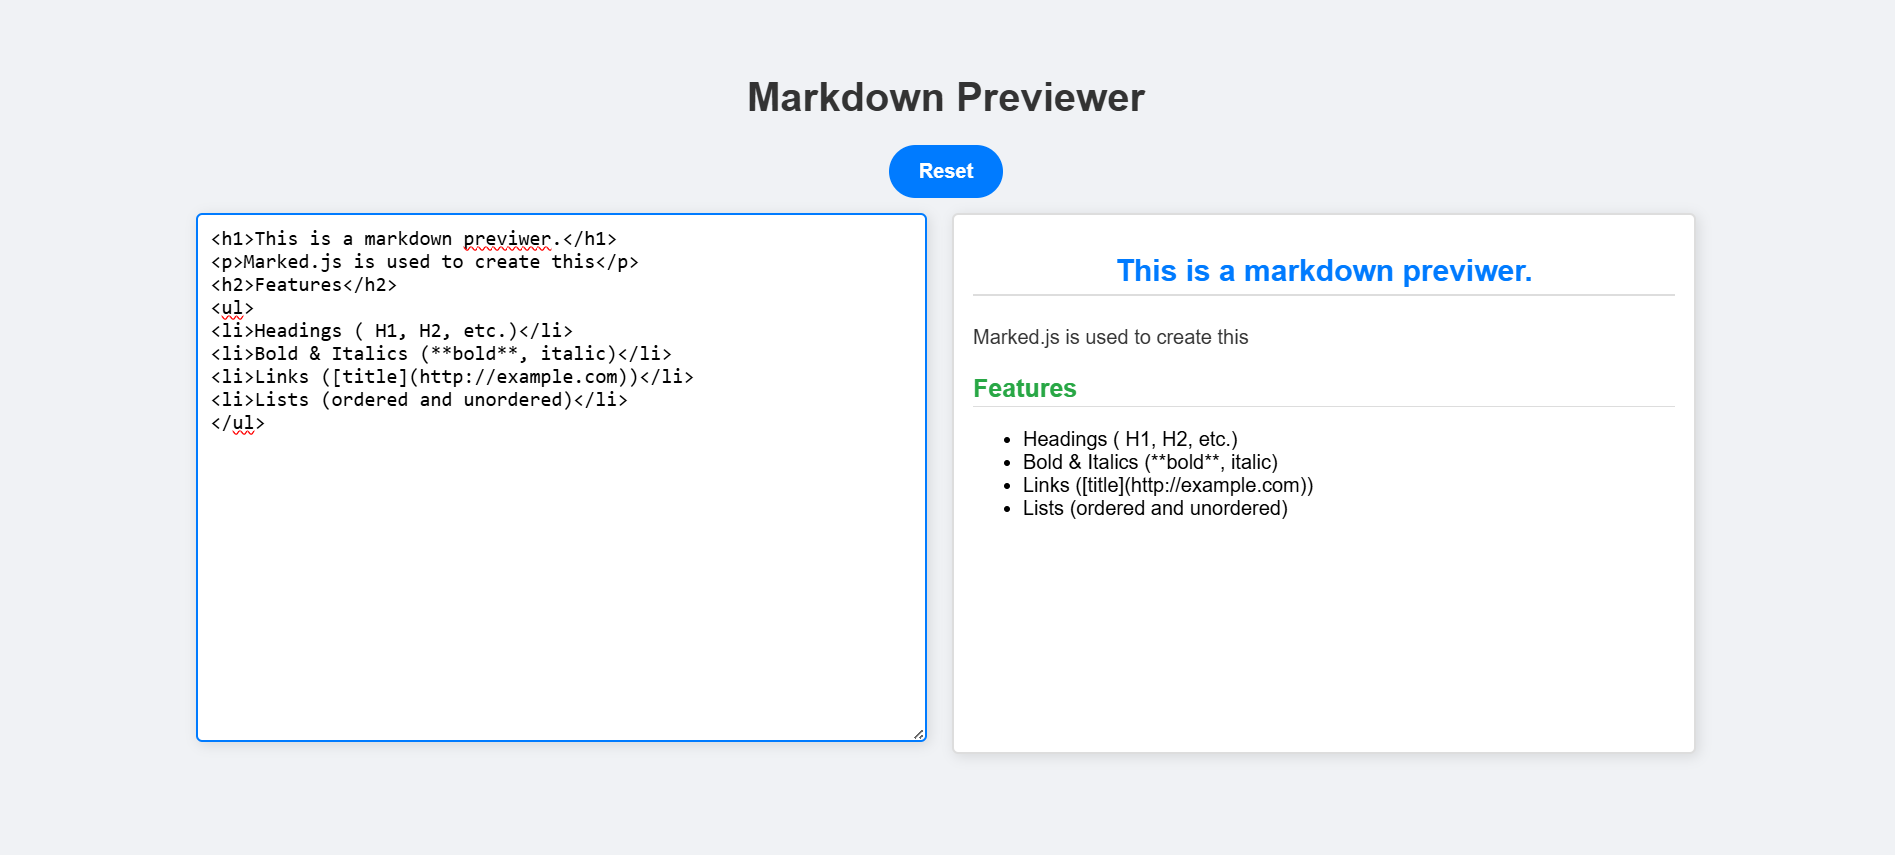 Markdown Previewer
Reset
<h1>This is a markdown previwer.</h1>
<p>Marked.js is used to create this</p>
<h2>Features</h2>
<ul>
<li>Headings ( H1, H2, etc.)</li>
<li>Bold & Italics (**bold**, italic)</li>
<li>Links ([title](http://example.com))</li>
<li>Lists (ordered and unordered)</li>
</ul>
This is a markdown previwer.
Marked.js is used to create this
Features
• Headings ( H1, H2, etc.)
• Bold & Italics (**bold**, italic)
• Links ([title](http://example.com))
• Lists (ordered and unordered)